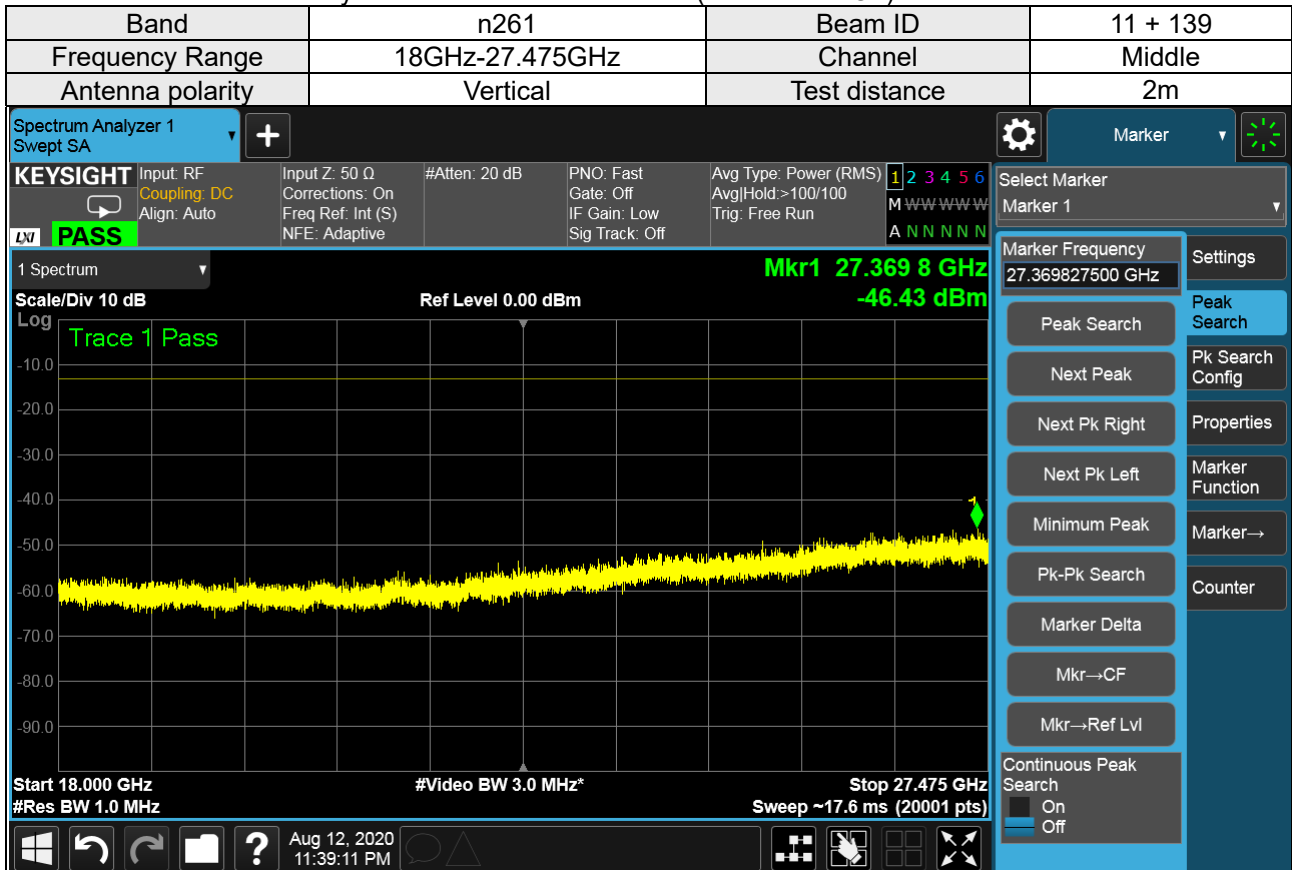 Band n261 Beam ID 11 + 139
Frequency Range 18GHz-27.475GHz Channel Middle
Antenna polarity Vertical Test distance 2m
Spectrum Analyzer 1
Swept SA
+
Marker
KEYSIGHT
LXI PASS
Input: RF
Coupling: DC
Align: Auto
Input Z: 50 Ω
Corrections: On
Freq Ref: Int (S)
NFE: Adaptive
#Atten: 20 dB
PNO: Fast
Gate: Off
IF Gain: Low
Sig Track: Off
Avg Type: Power (RMS)
Avg|Hold:>100/100
Trig: Free Run
1 2 3 4 5 6
M W W W W W W
A N N N N N
Select Marker
Marker 1
1 Spectrum
Mkr1 27.369 8 GHz
Scale/Div 10 dB Ref Level 0.00 dBm -46.43 dBm
Log
Trace 1 Pass
-10.0
-20.0
-30.0
-40.0
-50.0
-60.0
-70.0
-80.0
-90.0
1
Start 18.000 GHz #Video BW 3.0 MHz* Stop 27.475 GHz
#Res BW 1.0 MHz Sweep ~17.6 ms (20001 pts)
Marker Frequency
27.369827500 GHz
Peak Search
Next Peak
Next Pk Right
Next Pk Left
Minimum Peak
Pk-Pk Search
Marker Delta
Mkr→CF
Mkr→Ref Lvl
Continuous Peak
Search
On
Off
Settings
Peak
Search
Pk Search
Config
Properties
Marker
Function
Marker→
Counter
?
Aug 12, 2020
11:39:11 PM